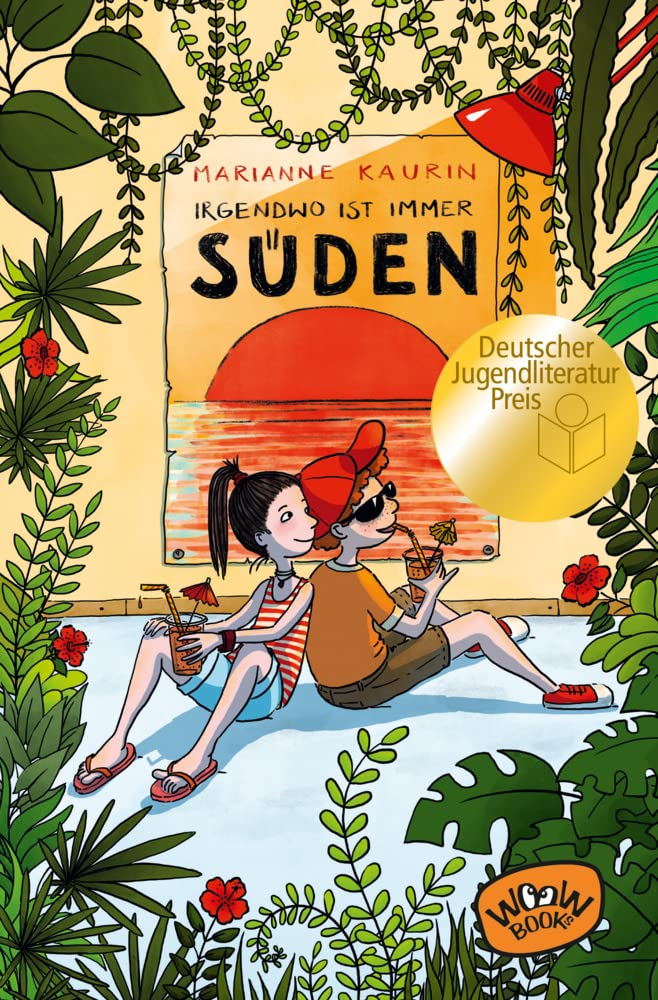 MARIANNE KAURIN
IRGENDWO IST IMMER
SÜDEN
Deutscher
Jugendliteratur
Preis
WOOW
BOOKS